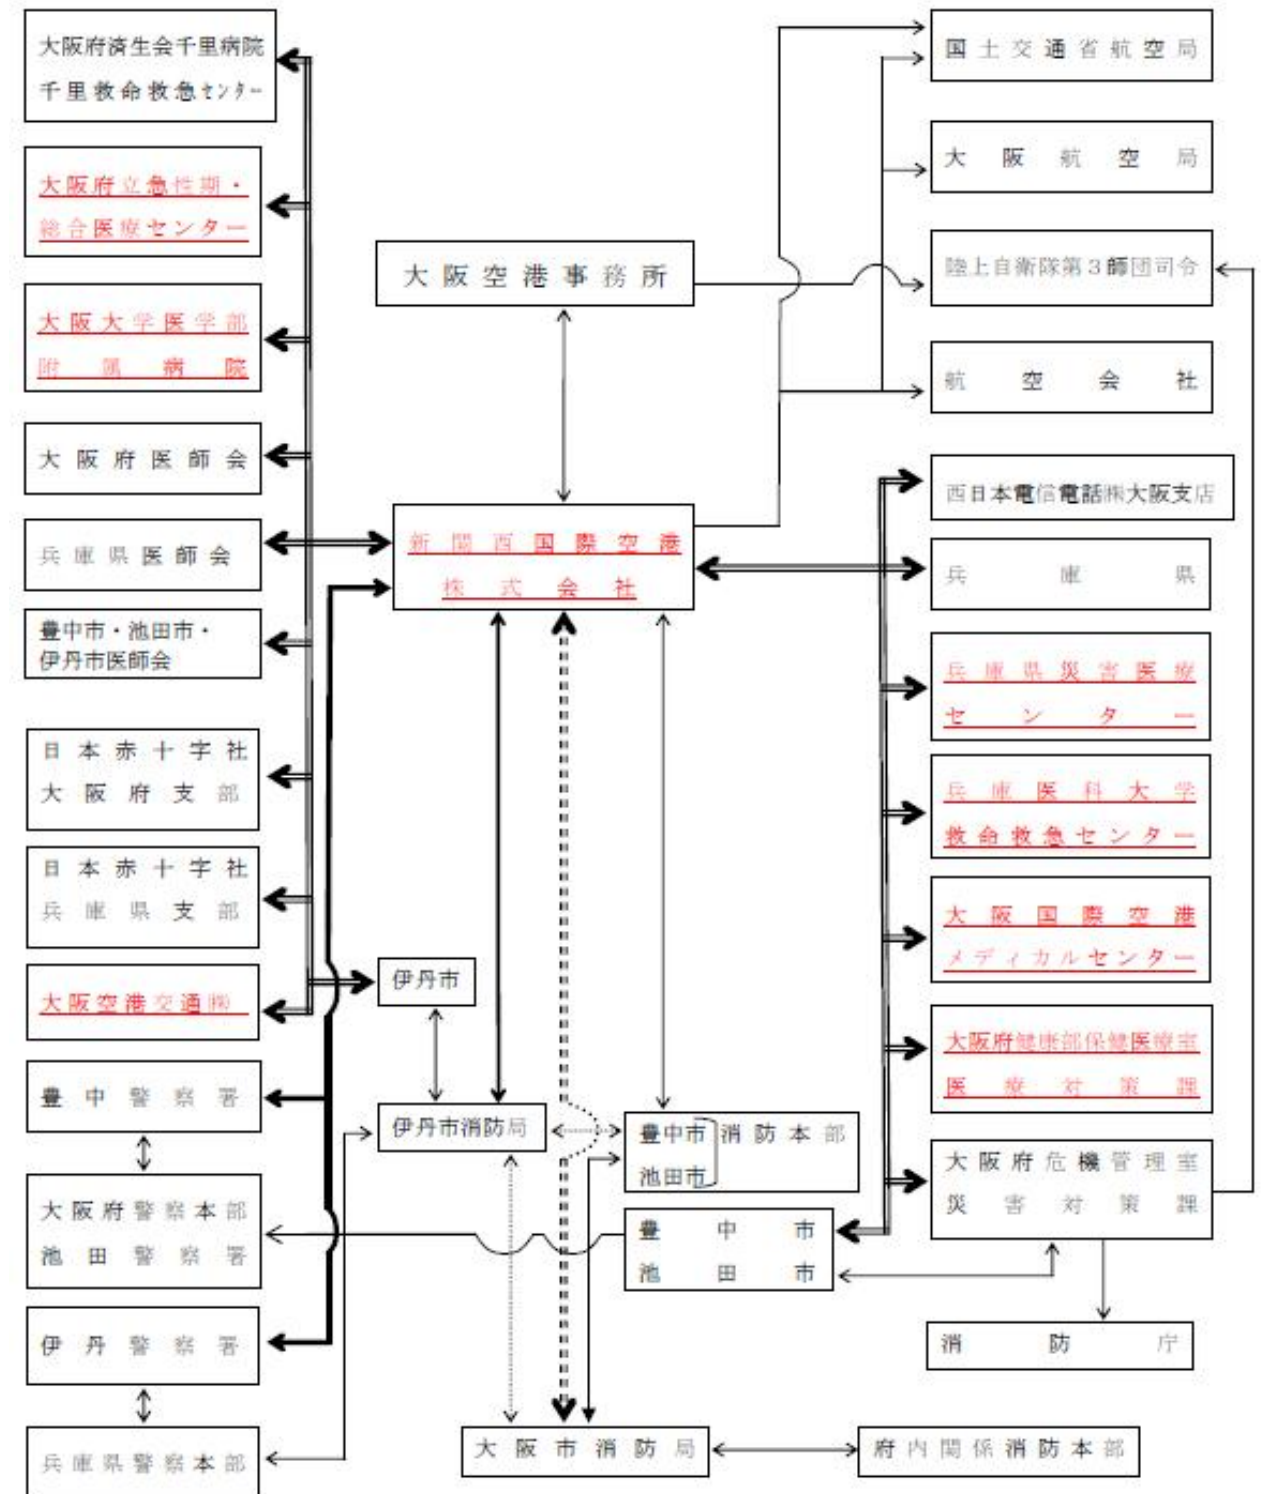 大阪府済生会千里病院
千里救命救急センター
大阪府立急性期・
総合医療センター
大阪大学医学部
附属病院
大阪府医師会
兵庫県医師会
豊中市・池田市・
伊丹市医師会
日本赤十字社
大阪府支部
日本赤十字社
兵庫県支部
大阪空港交通㈱
豊中警察署
大阪府警察本部
池田警察署
伊丹警察署
兵庫県警察本部
大阪空港事務所
新関西国際空港
株式会社
伊丹市
伊丹市消防局
豊中市 消防本部
池田市
豊中市
池田市
大阪市消防局
国土交通省航空局
大阪航空局
陸上自衛隊第3師団司令
航空会社
西日本電信電話㈱大阪支店
兵庫県
兵庫県災害医療
センター
兵庫医科大学
救命救急センター
大阪国際空港
メディカルセンター
大阪府健康部保健医療室
医療対策課
大阪府危機管理室
災害対策課
消防庁
府内関係消防本部